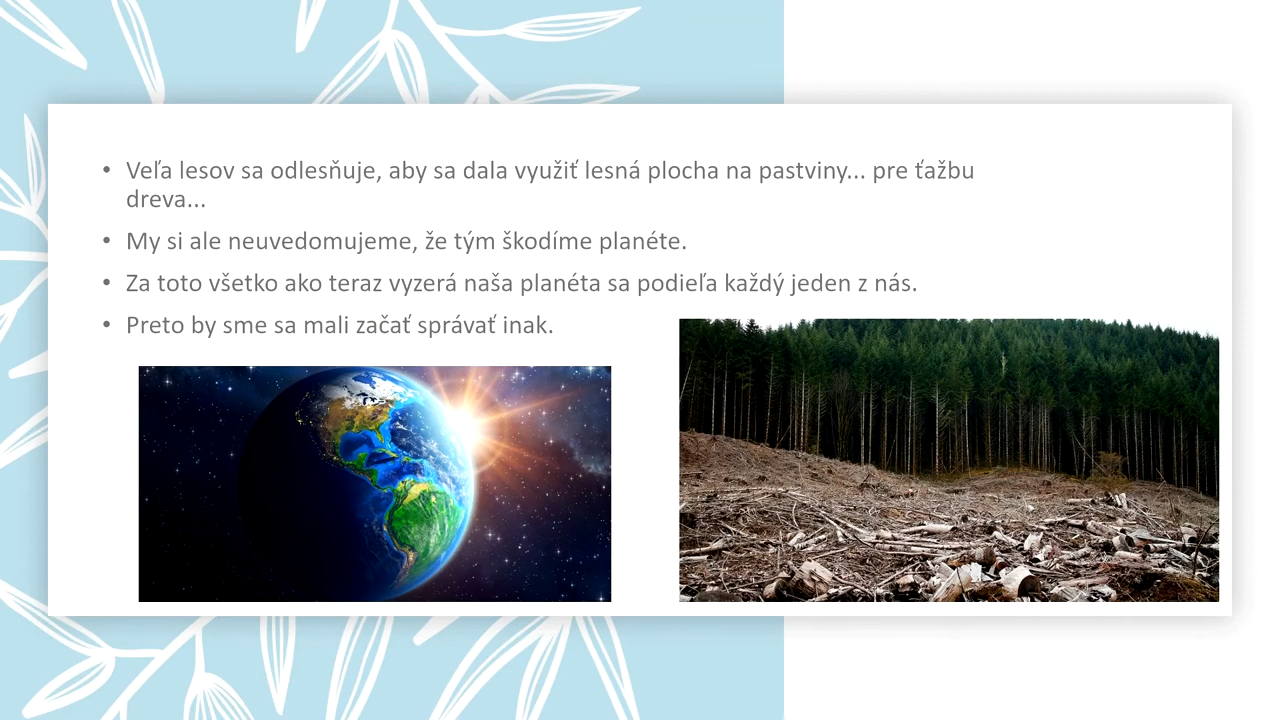 • Veľa lesov sa odlesňuje, aby sa dala využiť lesná plocha na pastviny... pre ťažbu
dreva...
• My si ale neuvedomujeme, že tým škodíme planéte.
• Za toto všetko ako teraz vyzerá naša planéta sa podieľa každý jeden z nás.
• Preto by sme sa mali začať správať inak.